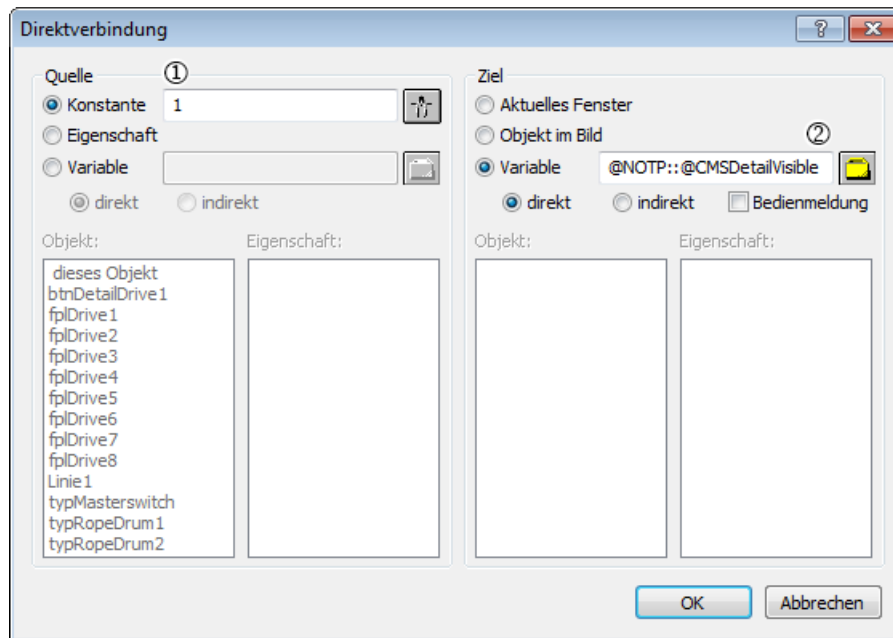 Direktverbindung
Quelle ①
Konstante 1
Eigenschaft
Variable
direkt indirekt
Objekt: Eigenschaft:
dieses Objekt
btnDetailDrive1
fplDrive1
fplDrive2
fplDrive3
fplDrive4
fplDrive5
fplDrive6
fplDrive7
fplDrive8
Linie1
typMasterswitch
typRopeDrum1
typRopeDrum2
Ziel
Aktuelles Fenster
Objekt im Bild ②
Variable @NOTP::@CMSDetailVisible
direkt indirekt Bedienmeldung
Objekt: Eigenschaft:
OK Abbrechen